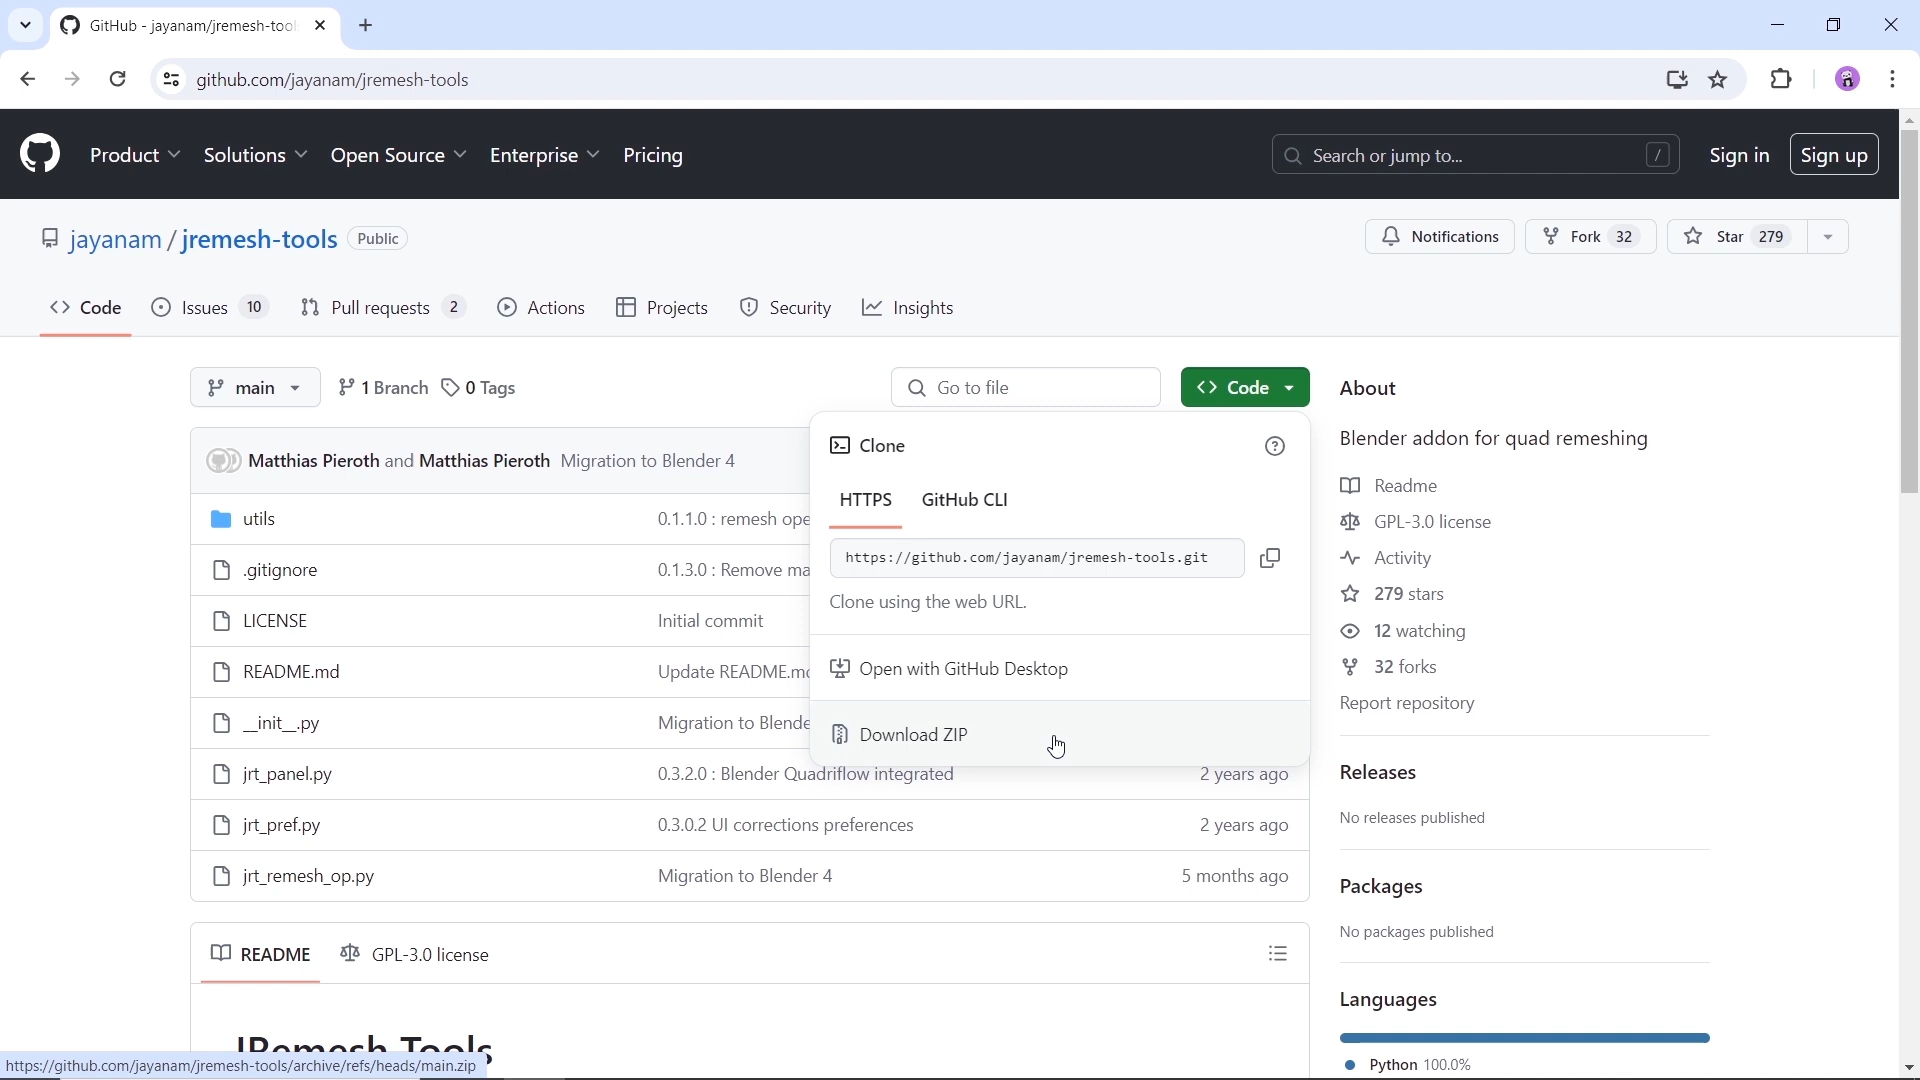 GitHub - jayanam/jremesh-tool
github.com/jayanam/jremesh-tools
Product
Solutions
Open Source
Enterprise
Pricing
Search or jump to...
/
Sign in
Sign up
jayanam / jremesh-tools
Public
Notifications
Fork 32
Star 279
Code
Issues 10
Pull requests 2
Actions
Projects
Security
Insights
main
1 Branch
0 Tags
Go to file
Code
Matthias Pieroth and Matthias Pieroth Migration to Blender 4
utils 0.1.1.0 : remesh ope
.gitignore 0.1.3.0 : Remove ma
LICENSE Initial commit
README.md Update README.m
__init__.py Migration to Blende
jrt_panel.py 0.3.2.0 : Blender Quadriflow integrated 2 years ago
jrt_pref.py 0.3.0.2 UI corrections preferences 2 years ago
jrt_remesh_op.py Migration to Blender 4 5 months ago
Clone
HTTPS
GitHub CLI
https://github.com/jayanam/jremesh-tools.git
Clone using the web URL.
Open with GitHub Desktop
Download ZIP
README
GPL-3.0 license
JRemesh Tools
About
Blender addon for quad remeshing
Readme
GPL-3.0 license
Activity
279 stars
12 watching
32 forks
Report repository
Releases
No releases published
Packages
No packages published
Languages
Python 100.0%
https://github.com/jayanam/jremesh-tools/archive/refs/heads/main.zip